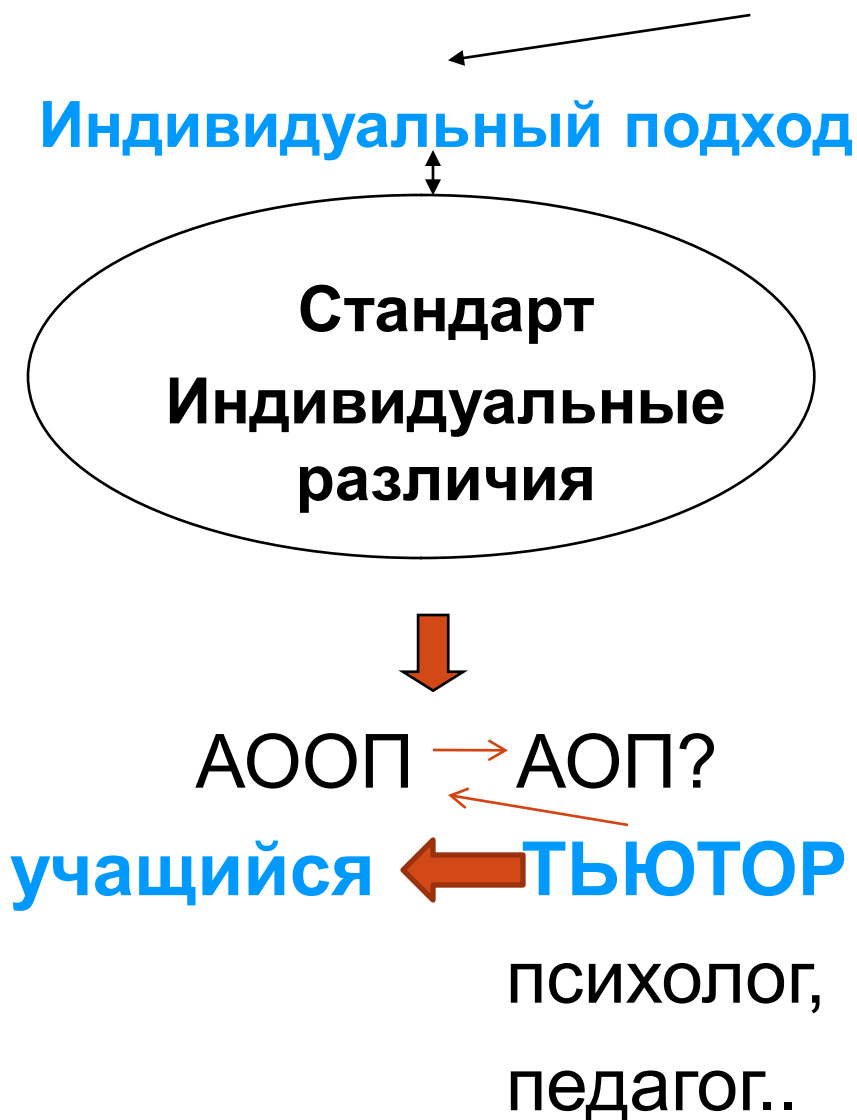 Индивидуальный подход
Стандарт
Индивидуальные
различия
АООП АОП?
учащийся ТЬЮТОР
психолог,
педагог..